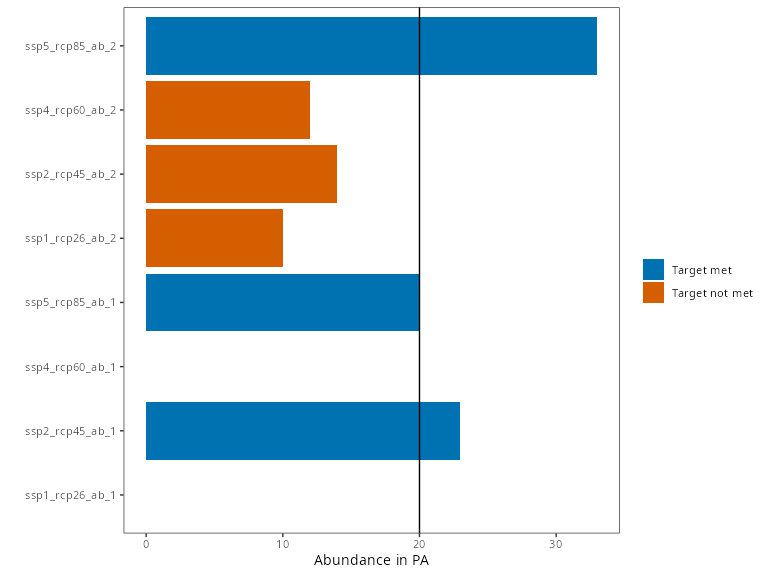 ssp5_rcp85_ab_2
ssp4_rcp60_ab_2
ssp2_rcp45_ab_2
ssp1_rcp26_ab_2
ssp5_rcp85_ab_1
ssp4_rcp60_ab_1
ssp2_rcp45_ab_1
ssp1_rcp26_ab_1
0 10 20 30
Abundance in PA
Target met
Target not met